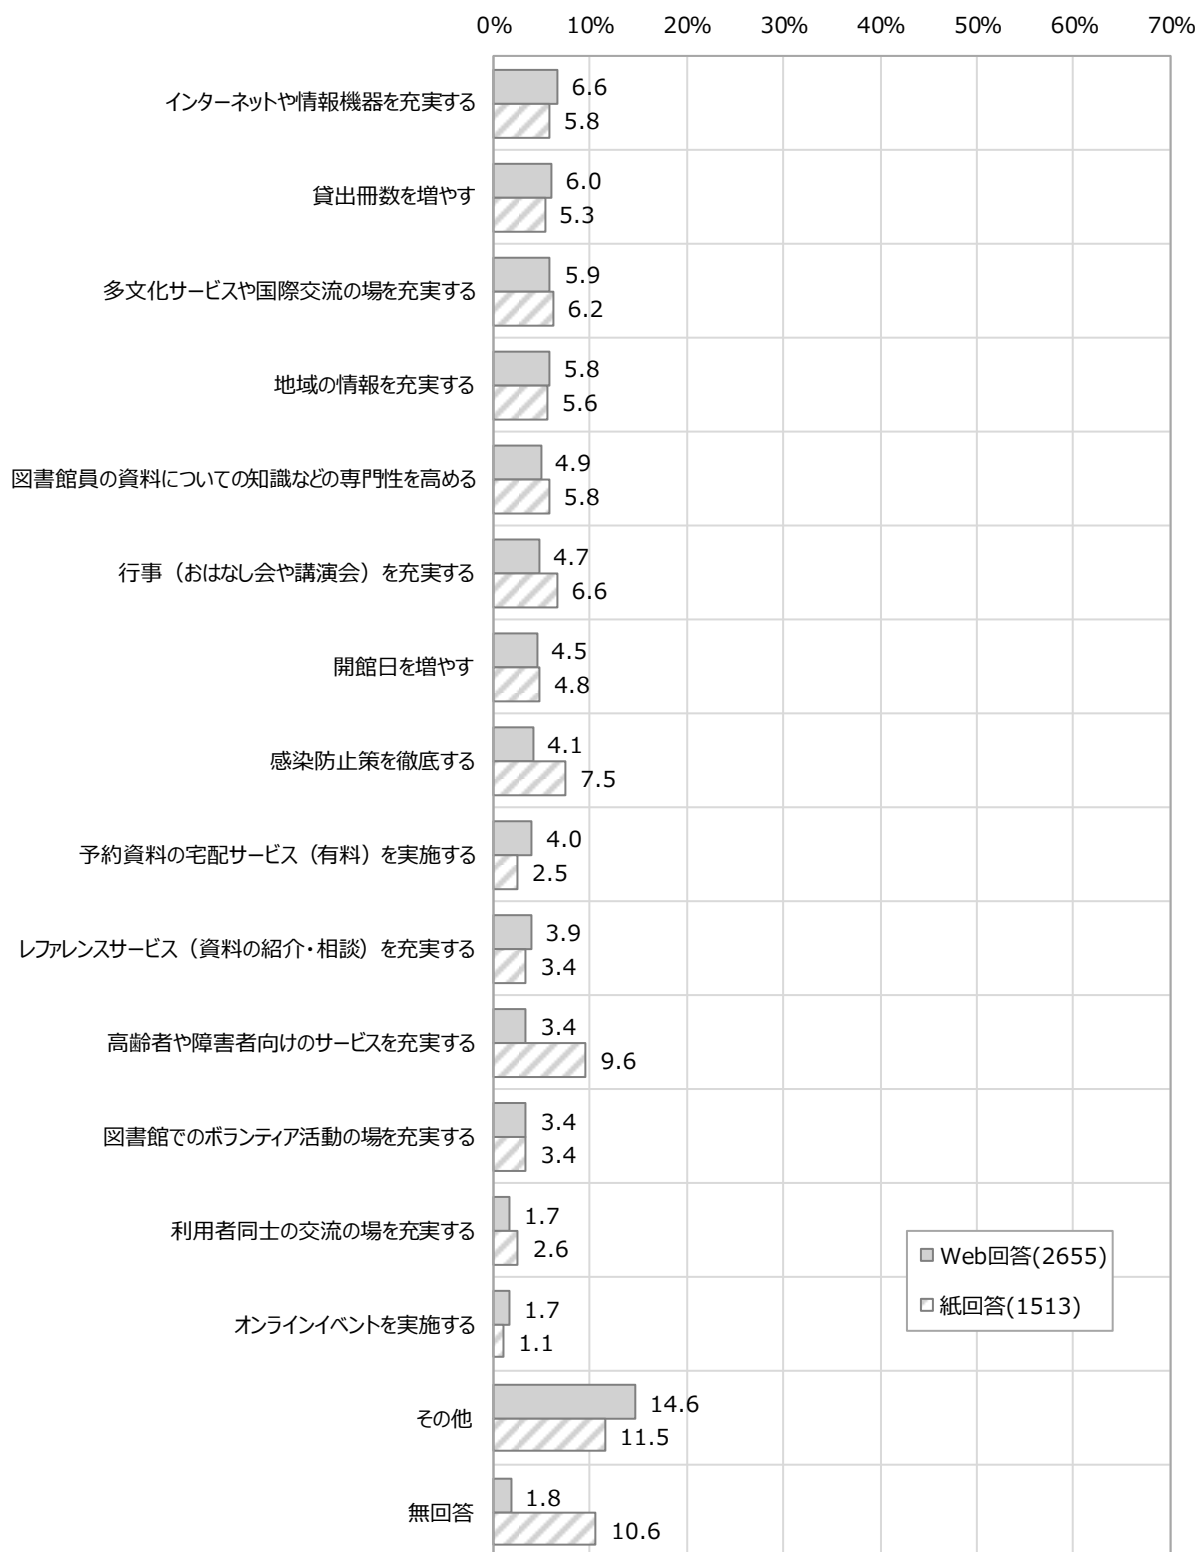 0% 10% 20% 30% 40% 50% 60% 70%
インターネットや情報機器を充実する
6.6
5.8
貸出冊数を増やす
6.0
5.3
多文化サービスや国際交流の場を充実する
5.9
6.2
地域の情報を充実する
5.8
5.6
図書館員の資料についての知識などの専門性を高める
4.9
5.8
行事（おはなし会や講演会）を充実する
4.7
6.6
開館日を増やす
4.5
4.8
感染防止策を徹底する
4.1
7.5
予約資料の宅配サービス（有料）を実施する
4.0
2.5
レファレンスサービス（資料の紹介・相談）を充実する
3.9
3.4
高齢者や障害者向けのサービスを充実する
3.4
9.6
図書館でのボランティア活動の場を充実する
3.4
3.4
利用者同士の交流の場を充実する
1.7
2.6
Web回答(2655)
紙回答(1513)
オンラインイベントを実施する
1.7
1.1
その他
14.6
11.5
無回答
1.8
10.6